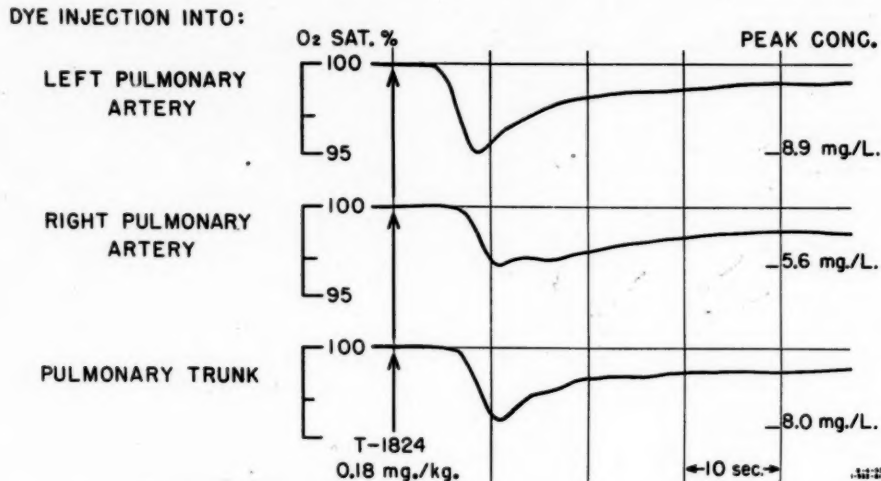 DYE INJECTION INTO:
O2 SAT. %
PEAK CONC.
LEFT PULMONARY
ARTERY
100
95
8.9 mg./L.
RIGHT PULMONARY
ARTERY
100
95
5.6 mg./L.
PULMONARY TRUNK
100
8.0 mg./L.
T-1824
0.18 mg./kg.
10 sec.